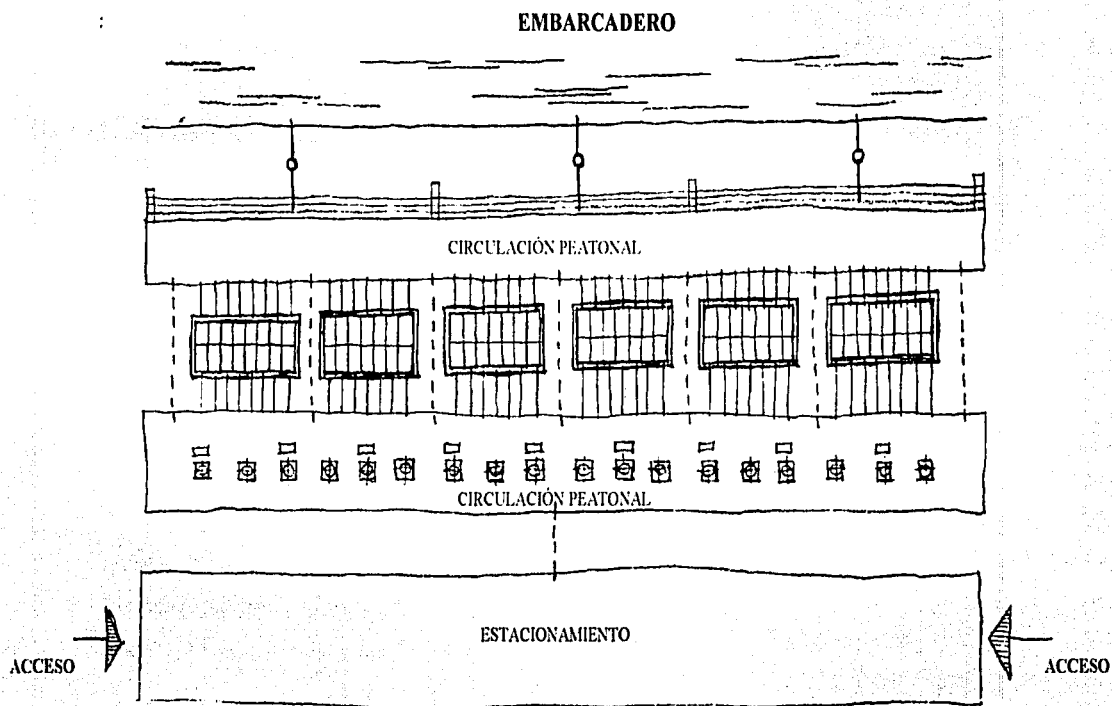 EMBARCADERO
CIRCULACIÓN PEATONAL
CIRCULACIÓN PEATONAL
ESTACIONAMIENTO
ACCESO
ACCESO